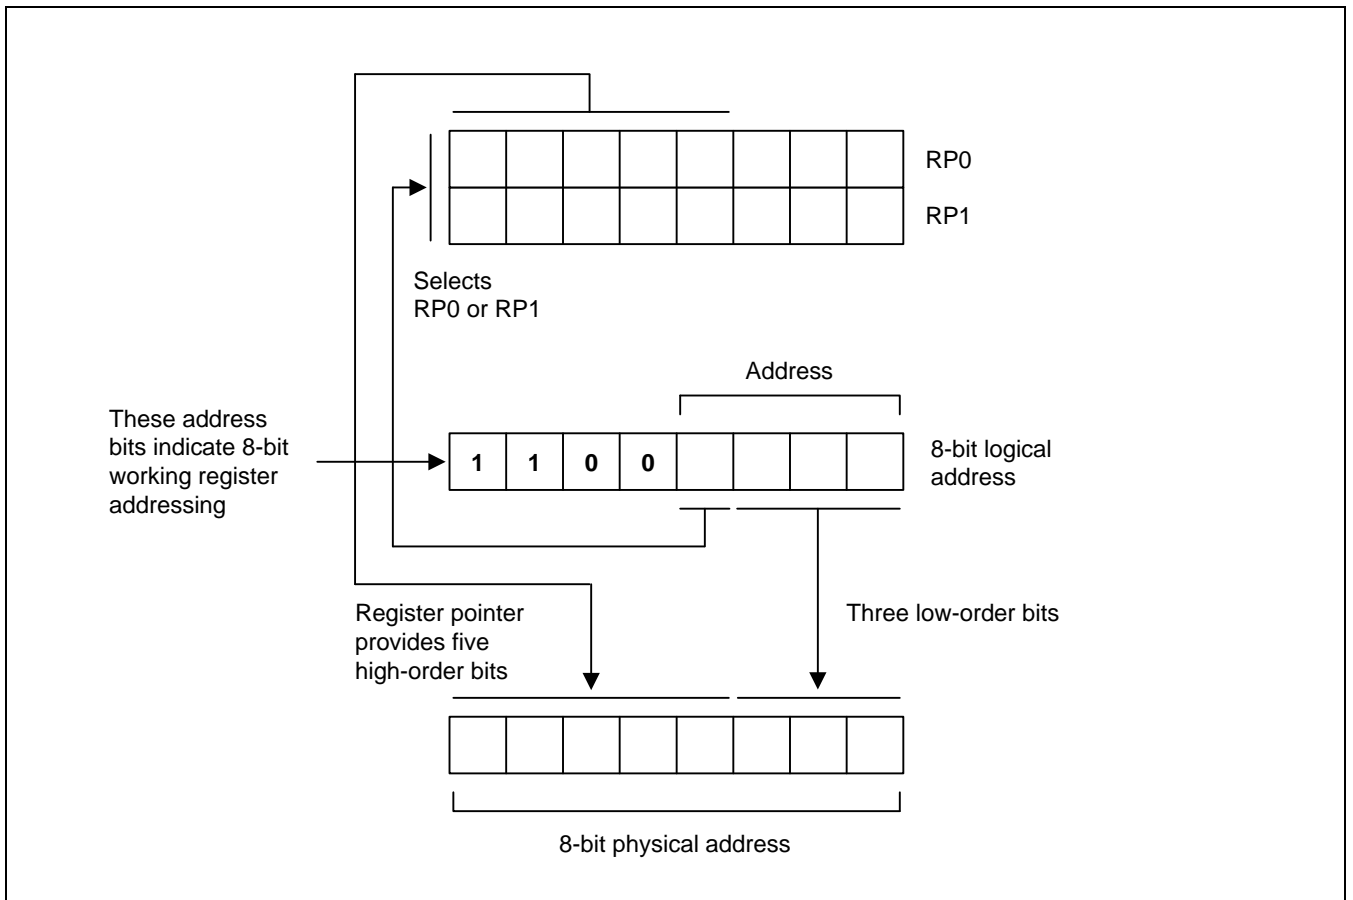 RP0
RP1
Selects
RP0 or RP1
Address
These address
bits indicate 8-bit
working register
addressing
1 1 0 0
8-bit logical
address
Register pointer
provides five
high-order bits
Three low-order bits
8-bit physical address